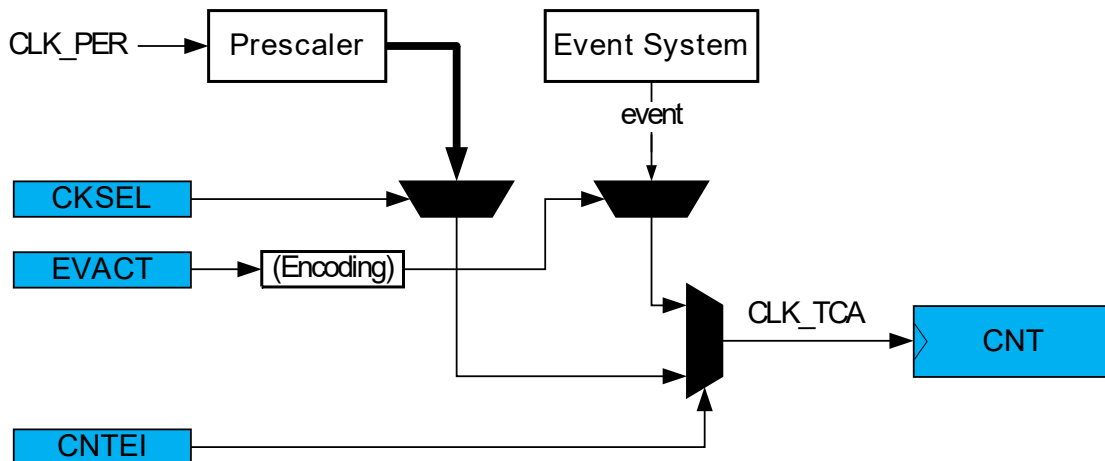 CLK_PER
Prescaler
Event System
event
CKSEL
EVACT
(Encoding)
CLK_TCA
CNT
CNTEI